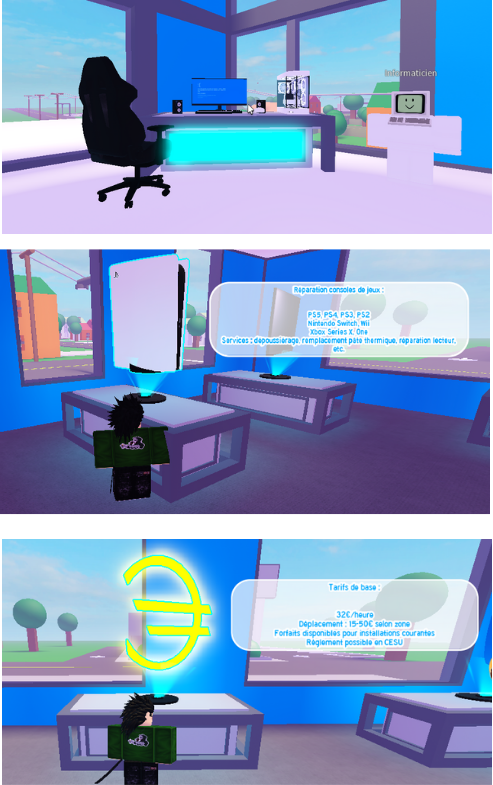 Informaticien
Réparation consoles de jeux :
PS5, PS4, PS3, PS2
Nintendo Switch, Wii
Xbox Series X, One
Services : dépoussiérage, remplacement pâte thermique, réparation lecteur,
etc.
Tarifs de base :
32€/heure
Déplacement : 15-50€ selon zone
Forfaits disponibles pour installations courantes
Règlement possible en CESU